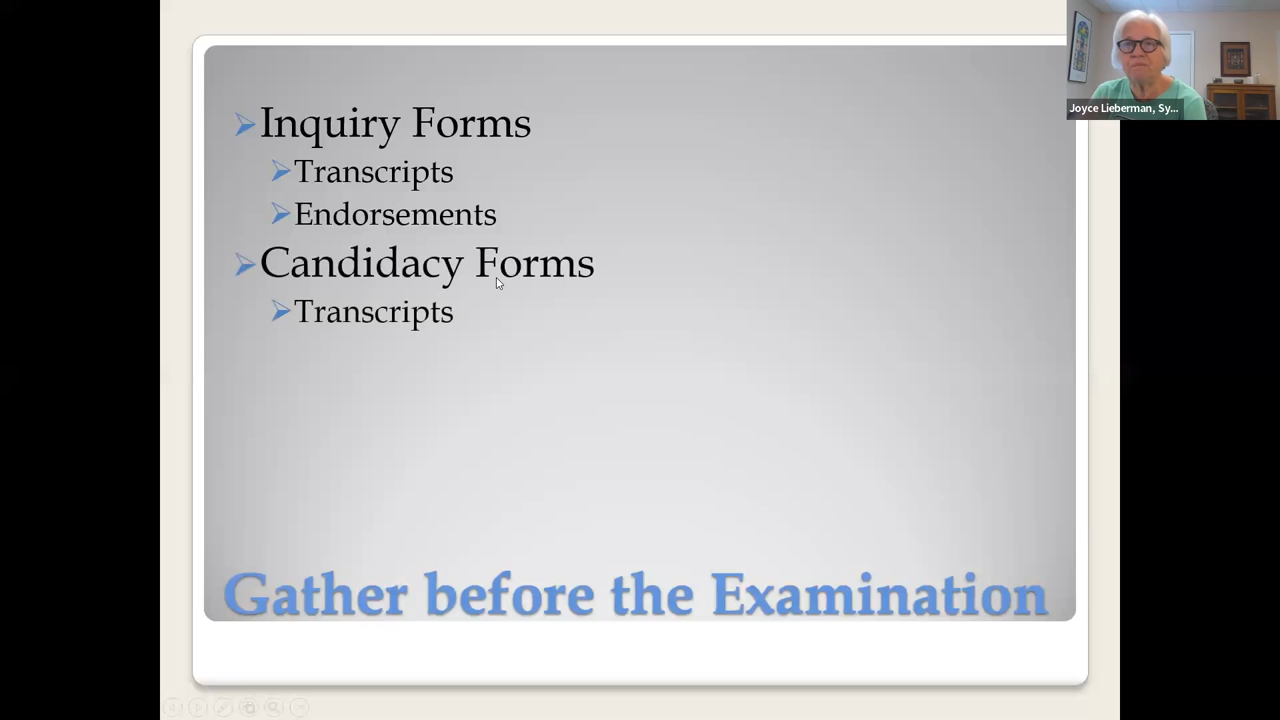 Inquiry Forms
Transcripts
Endorsements
Candidacy Forms
Transcripts
Gather before the Examination
Joyce Lieberman, Sy...